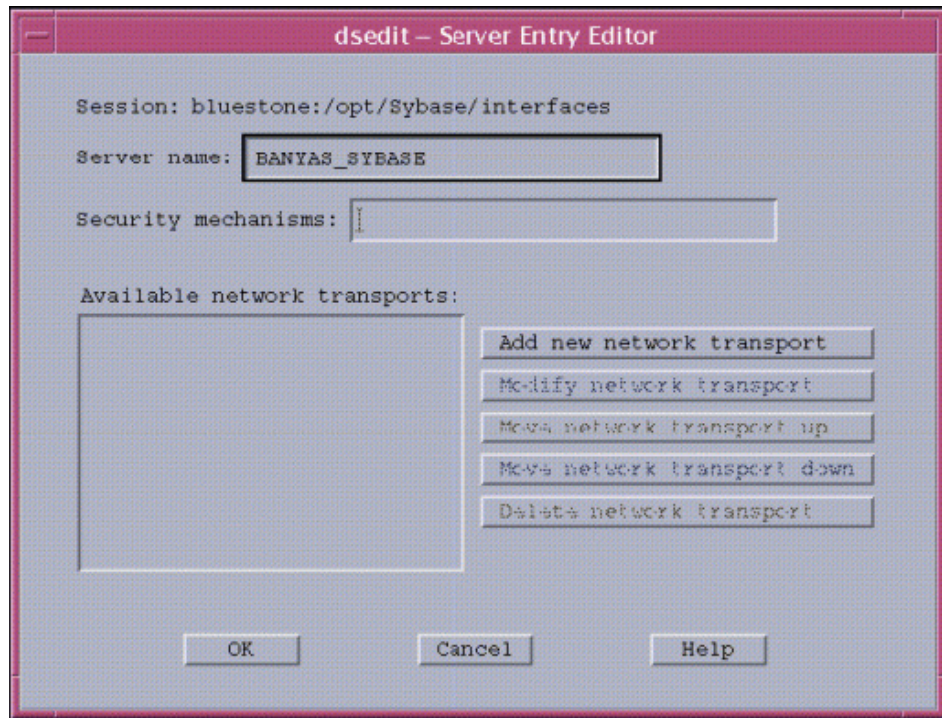 dsedit – Server Entry Editor
Session: bluestone:/opt/Sybase/interfaces
Server name: BANYAS_SYBASE
Security mechanisms:
Available network transports:
Add new network transport
Modify network transport
Move network transport up
Move network transport down
Delete network transport
OK Cancel Help